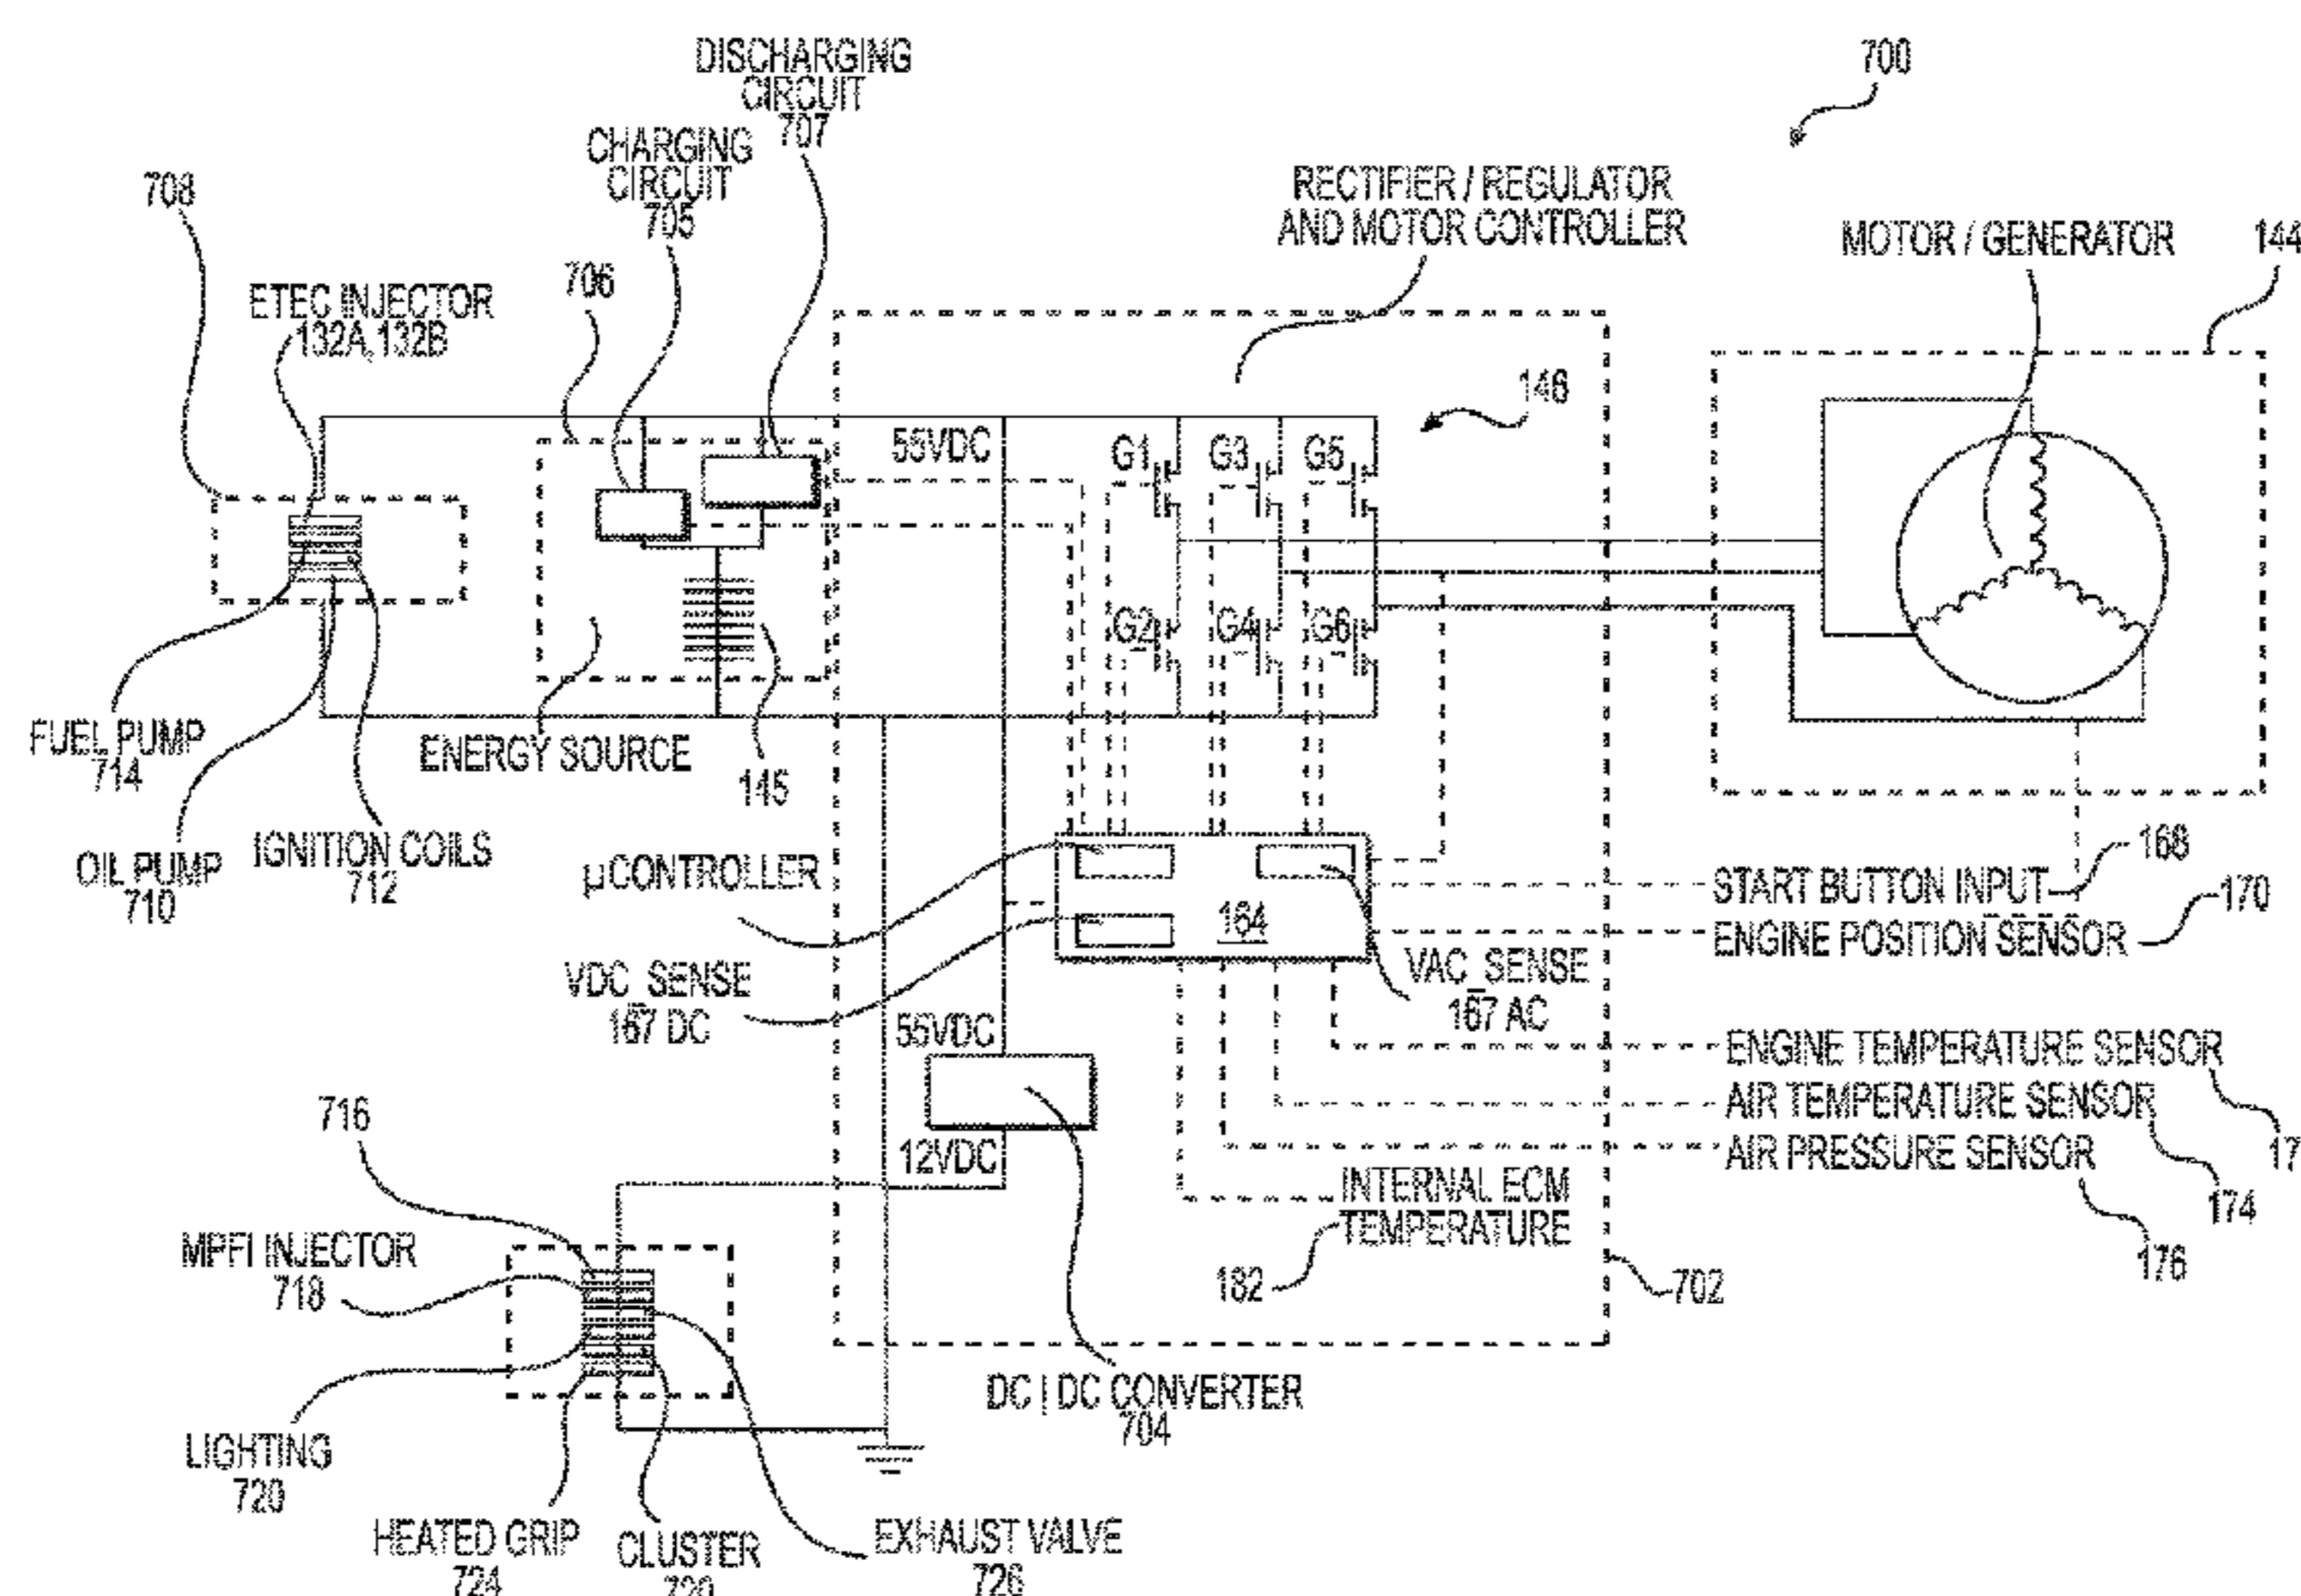 DISCHARGING
CIRCUIT
707
700
CHARGING
CIRCUIT
705
708
RECTIFIER / REGULATOR
AND MOTOR CONTROLLER
MOTOR / GENERATOR
144
706
ETEC INJECTOR
132A, 132B
146
55VDC
G1
G3
G5
G2
G4
G6
FUEL PUMP
714
ENERGY SOURCE
145
OIL PUMP
710
IGNITION COILS
712
µCONTROLLER
168
START BUTTON INPUT
170
164
ENGINE POSITION SENSOR
VDC_SENSE
167 DC
VAC_SENSE
167 AC
55VDC
ENGINE TEMPERATURE SENSOR
AIR TEMPERATURE SENSOR
AIR PRESSURE SENSOR
17
174
176
716
12VDC
INTERNAL ECM
TEMPERATURE
182
702
MPFI INJECTOR
718
DC | DC CONVERTER
704
LIGHTING
720
HEATED GRIP
724
CLUSTER
EXHAUST VALVE
726